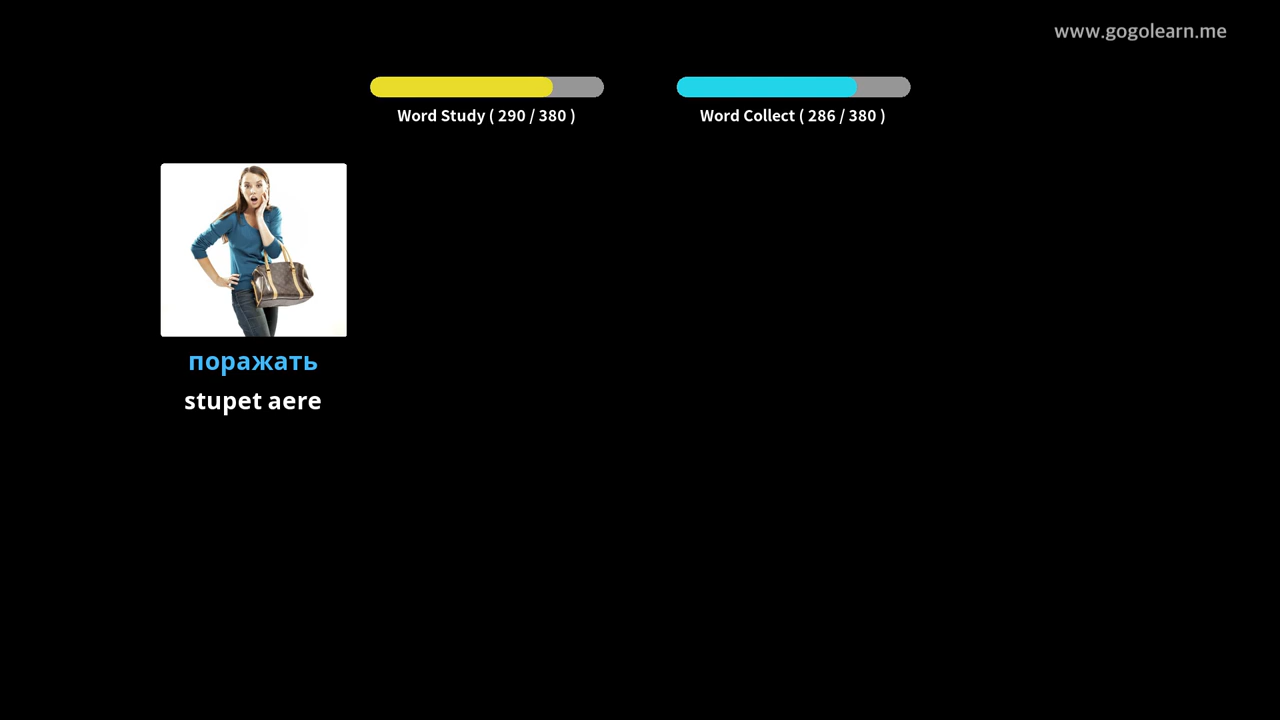 www.gogolearn.me
Word Study ( 290 / 380 )
Word Collect ( 286 / 380 )
поражать
stupet aere